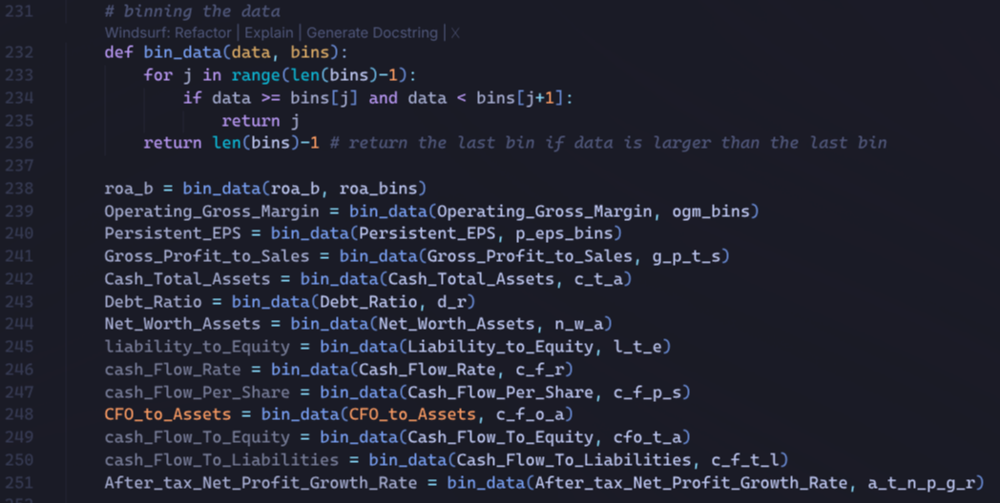 231 # binning the data
Windsurf: Refactor | Explain | Generate Docstring | X
232 def bin_data(data, bins):
233 for j in range(len(bins)-1):
234 if data >= bins[j] and data < bins[j+1]:
235 return j
236 return len(bins)-1 # return the last bin if data is larger than the last bin
237
238 roa_b = bin_data(roa_b, roa_bins)
239 Operating_Gross_Margin = bin_data(Operating_Gross_Margin, ogm_bins)
240 Persistent_EPS = bin_data(Persistent_EPS, p_eps_bins)
241 Gross_Profit_to_Sales = bin_data(Gross_Profit_to_Sales, g_p_t_s)
242 Cash_Total_Assets = bin_data(Cash_Total_Assets, c_t_a)
243 Debt_Ratio = bin_data(Debt_Ratio, d_r)
244 Net_Worth_Assets = bin_data(Net_Worth_Assets, n_w_a)
245 liability_to_Equity = bin_data(Liability_to_Equity, l_t_e)
246 cash_Flow_Rate = bin_data(Cash_Flow_Rate, c_f_r)
247 cash_Flow_Per_Share = bin_data(Cash_Flow_Per_Share, c_f_p_s)
248 CFO_to_Assets = bin_data(CFO_to_Assets, c_f_o_a)
249 cash_Flow_To_Equity = bin_data(Cash_Flow_To_Equity, cfo_t_a)
250 cash_Flow_To_Liabilities = bin_data(Cash_Flow_To_Liabilities, c_f_t_l)
251 After_tax_Net_Profit_Growth_Rate = bin_data(After_tax_Net_Profit_Growth_Rate, a_t_n_p_g_r)